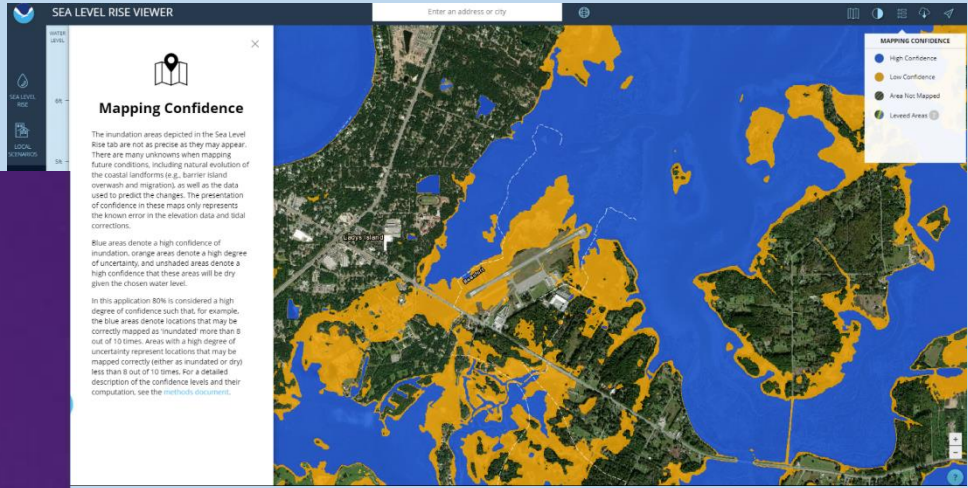 SEA LEVEL RISE VIEWER
Enter an address or city
WATER
LEVEL
SEA LEVEL
RISE
6ft
LOCAL
SCENARIOS
5ft
Mapping Confidence
The inundation areas depicted in the Sea Level
Rise tab are not as precise as they may appear.
There are many unknowns when mapping
future conditions, including natural evolution of
the coastal landforms (e.g., barrier island
overwash and migration), as well as the data
used to predict the changes. The presentation
of confidence in these maps only represents
the known error in the elevation data and tidal
corrections.
Blue areas denote a high confidence of
inundation, orange areas denote a high degree
of uncertainty, and unshaded areas denote a
high confidence that these areas will be dry
given the chosen water level.
In this application 80% is considered a high
degree of confidence such that, for example,
the blue areas denote locations that may be
correctly mapped as 'inundated' more than 8
out of 10 times. Areas with a high degree of
uncertainty represent locations that may be
mapped correctly (either as inundated or dry)
less than 8 out of 10 times. For a detailed
description of the confidence levels and their
computation, see the methods document.
Ladys Island
MAPPING CONFIDENCE
High Confidence
Low Confidence
Area Not Mapped
Leveed Areas ?
+
−
?